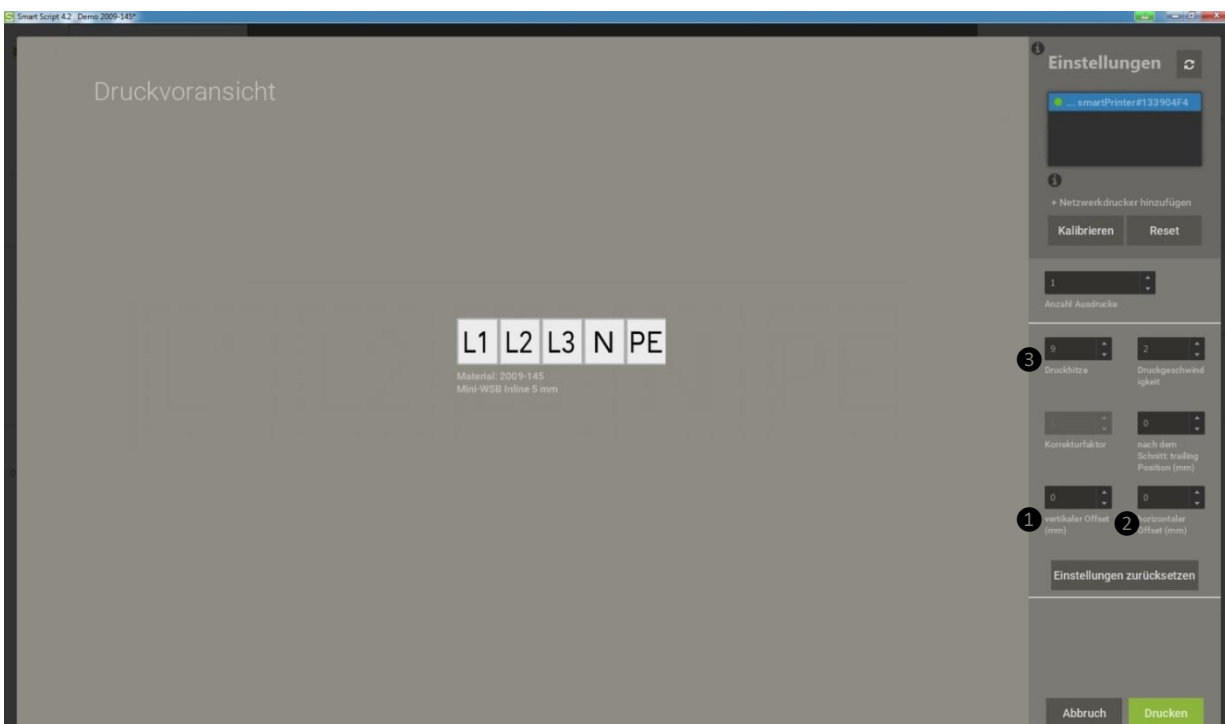 Smart Script 4.2 Demo 2009-145*
Druckvoransicht
L1 L2 L3 N PE
Material: 2009-145
Mini-WSB Inline 5 mm
Einstellungen
... smartPrinter#133904F4
+ Netzwerkdrucker hinzufügen
Kalibrieren Reset
1
Anzahl Ausdrucke
9 2
3 Druckhitze Druckgeschwind
igkeit
1 0
Korrekturfaktor nach dem
Schnitt: trailing
Position (mm)
0 0
1 vertikaler Offset 2 horizontaler
(mm) Offset (mm)
Einstellungen zurücksetzen
Abbruch Drucken